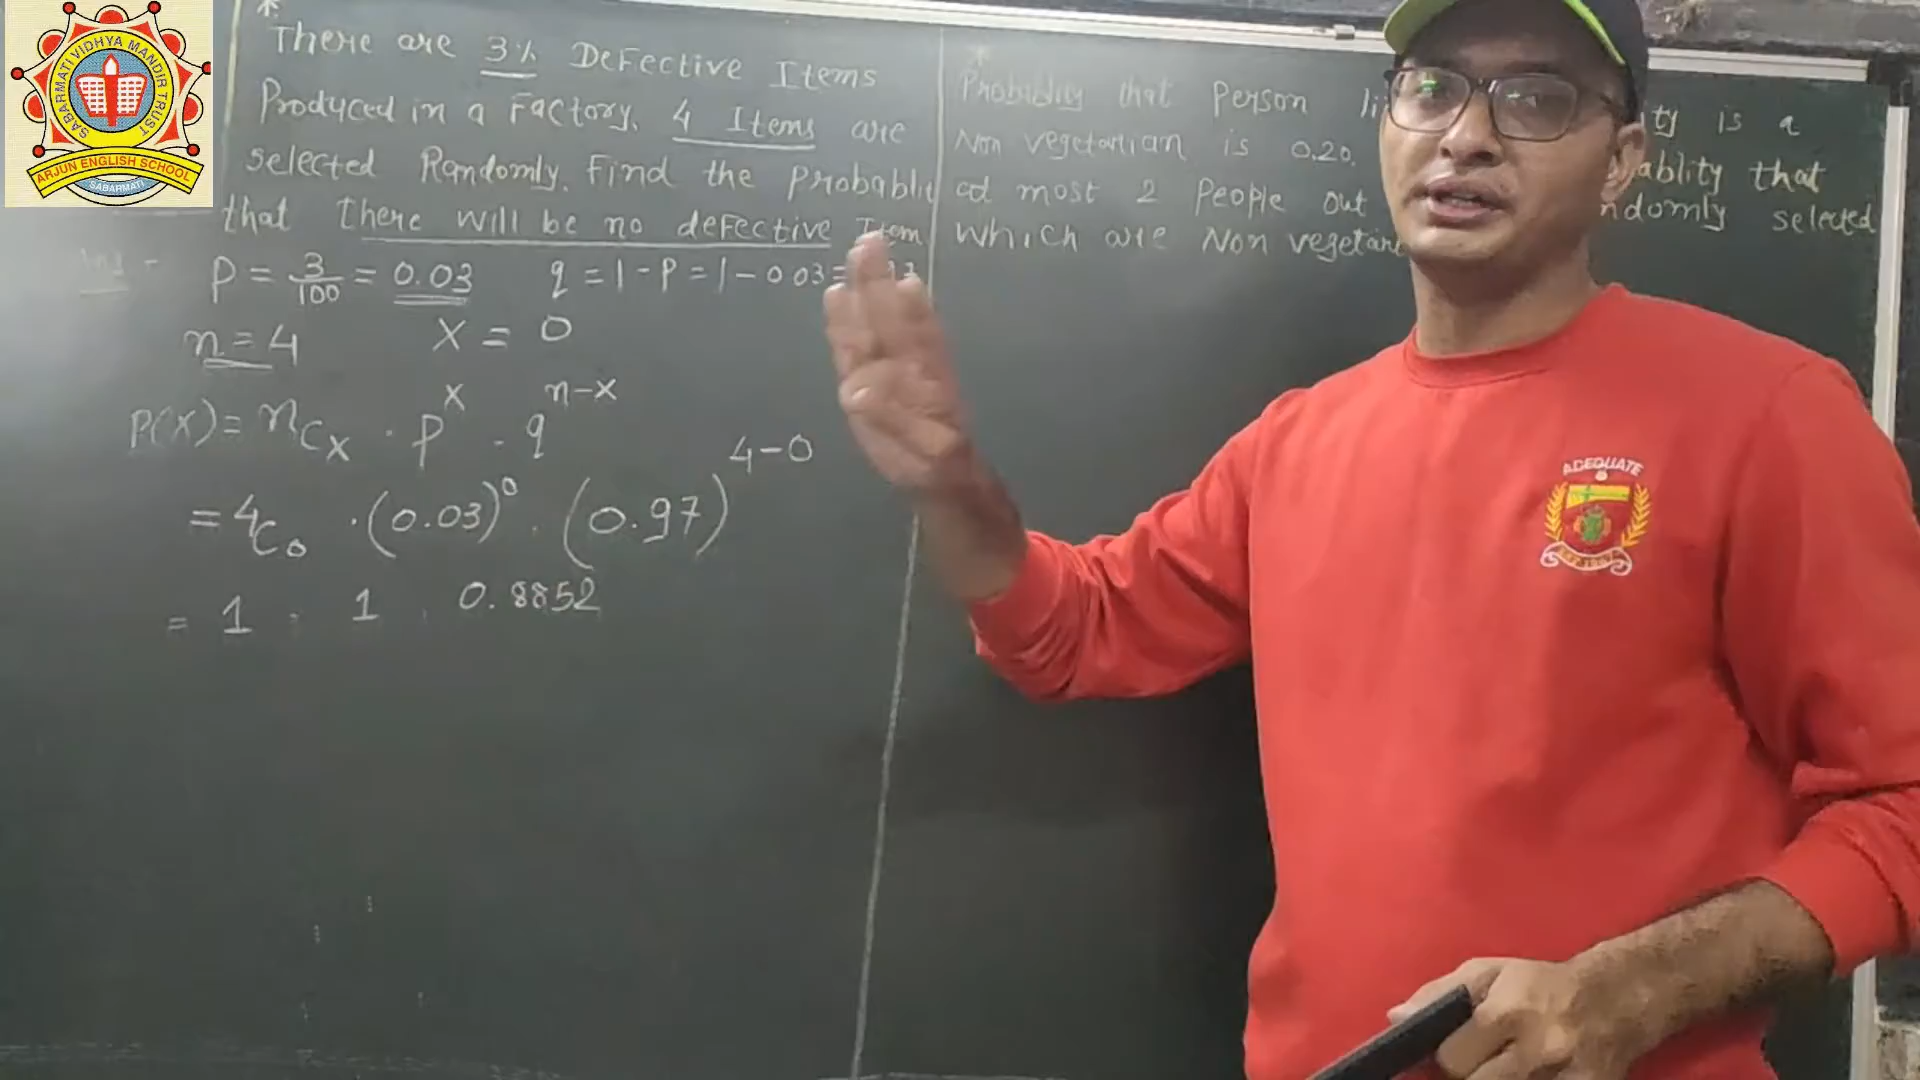 SABARMATI VIDHYA MANDIR TRUST
ARJUN ENGLISH SCHOOL
SABARMATI
There are 3% Defective Items
Produced in a Factory. 4 Items are
selected Randomly. Find the probablit
that there will be no defective Item
Ans -
P = 3/100 = 0.03 q = 1 - P = 1 - 0.03 =
n = 4 X = 0
P(X) = nCx · p^x · q^n-x
= 4C0 · (0.03)^0 · (0.97)^4-0
= 1 · 1 · 0.8852
Probablity that Person is a
Non vegetarian is 0.20. that
at most 2 People out selected
which are Non
ADEQUATE